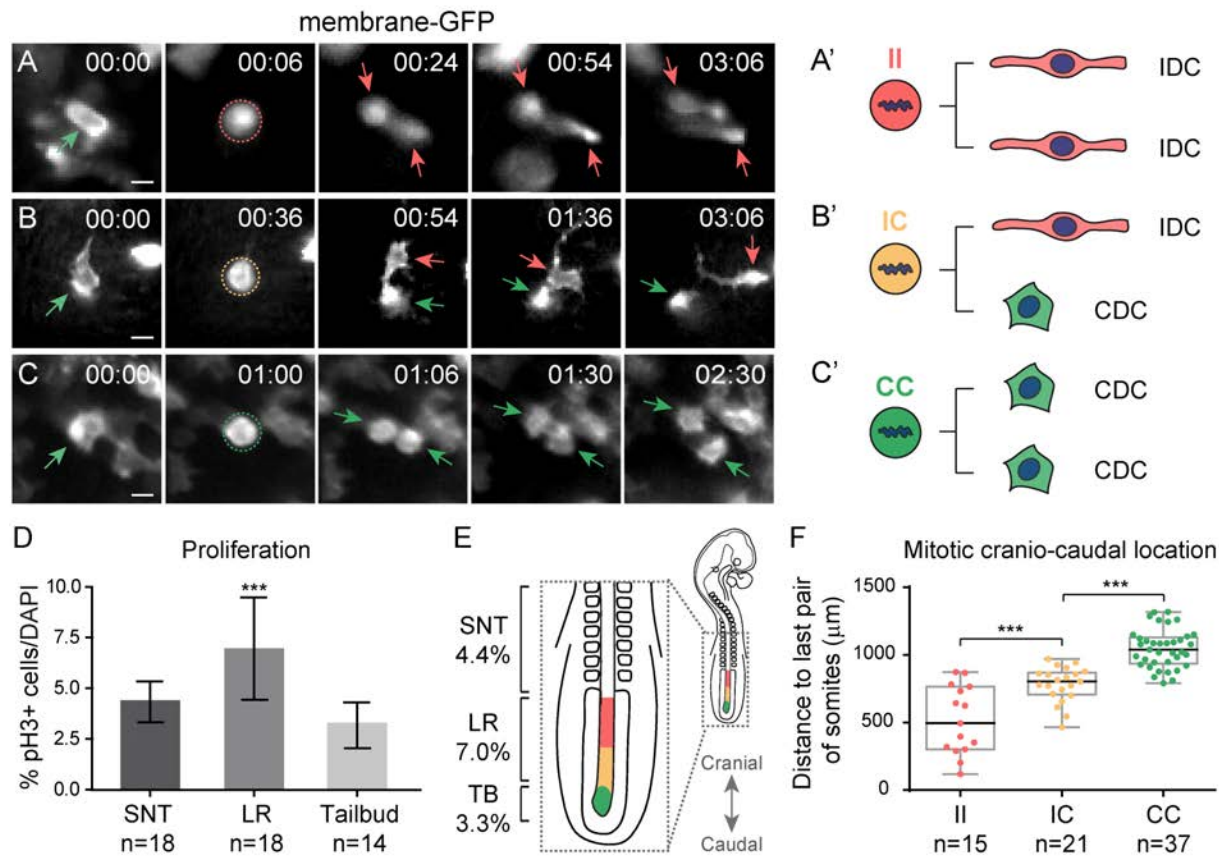 membrane-GFP
A 00:00 00:06 00:24 00:54 03:06
A' II IDC
IDC
B 00:00 00:36 00:54 01:36 03:06
B' IC IDC
CDC
C 00:00 01:00 01:06 01:30 02:30
C' CC CDC
CDC
D Proliferation
% pH3+ cells/DAPI
10.0
7.5
5.0
2.5
0.0
***
SNT LR Tailbud
n=18 n=18 n=14
E
SNT
4.4%
LR
7.0%
TB
3.3%
Cranial
Caudal
F Mitotic cranio-caudal location
Distance to last pair
of somites (μm)
1500
1000
500
0
***
***
II IC CC
n=15 n=21 n=37